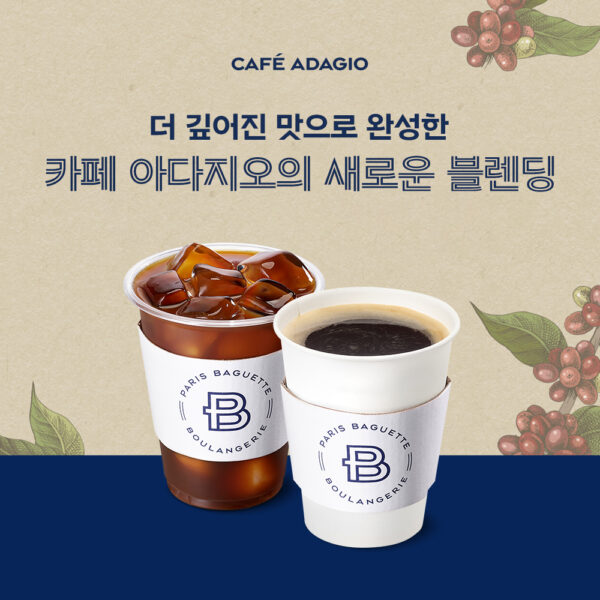 CAFÉ ADAGIO
더 깊어진 맛으로 완성한
카페 아다지오의 새로운 블렌딩
PARIS BAGUETTE
B
BOULANGERIE
PARIS BAGUETTE
B
BOULANGERIE